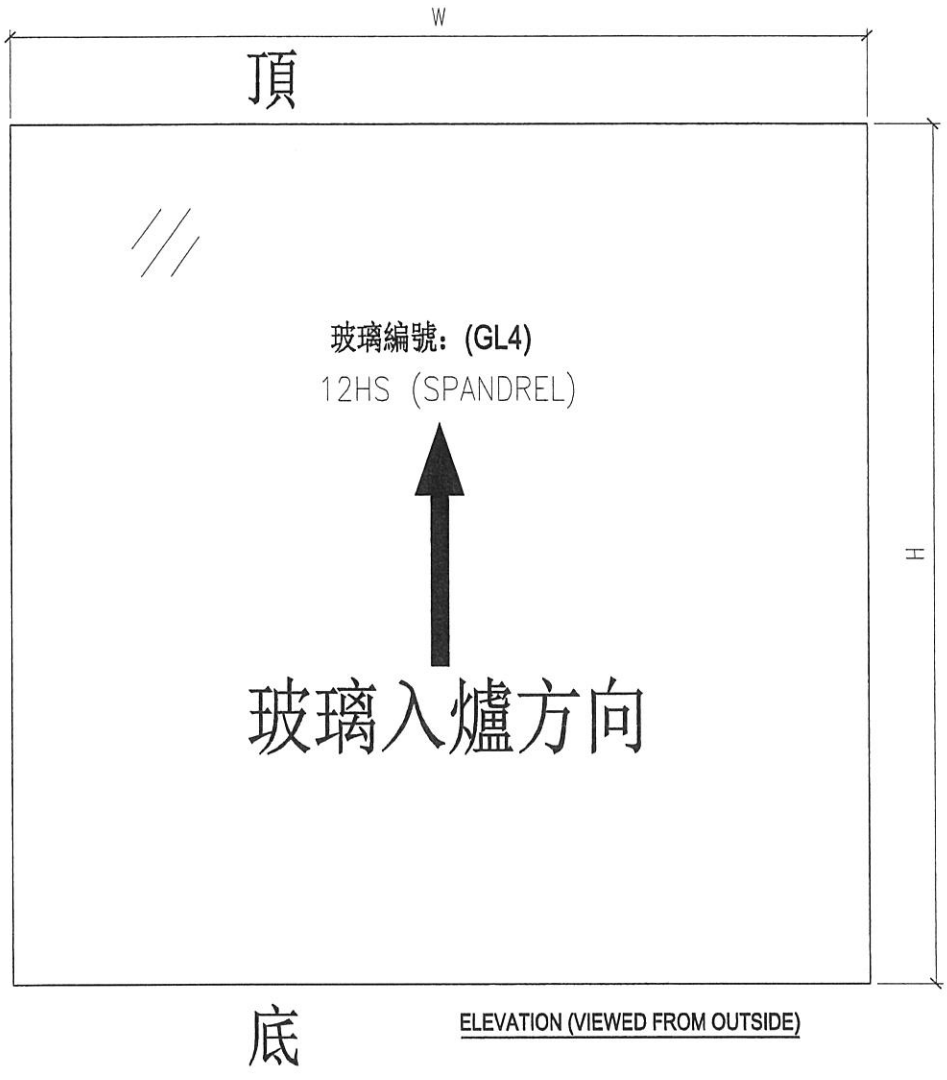 W
頂
玻璃編號: (GL4)
12HS (SPANDREL)
H
玻璃入爐方向
底
ELEVATION (VIEWED FROM OUTSIDE)